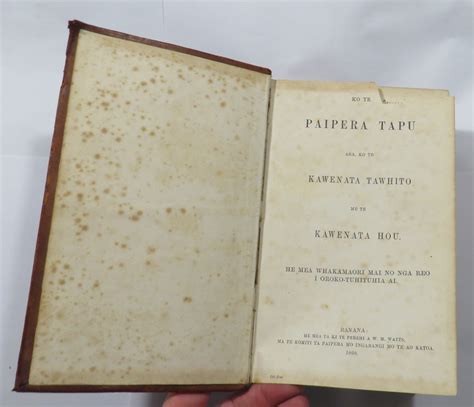 KO TE
PAIPERA TAPU
ARA, KO TE
KAWENATA TAWHITO
ME TE
KAWENATA HOU.
HE MEA WHAKAMAORI MAI NO NGA REO
I OROKO-TUHITUHIA AI.
RANANA:
HE MEA TA KI TE PEREHI A W. M. WATTS,
MA TE KOMITI TA PAIPERA MO INGARANGI MO TE AO KATOA.